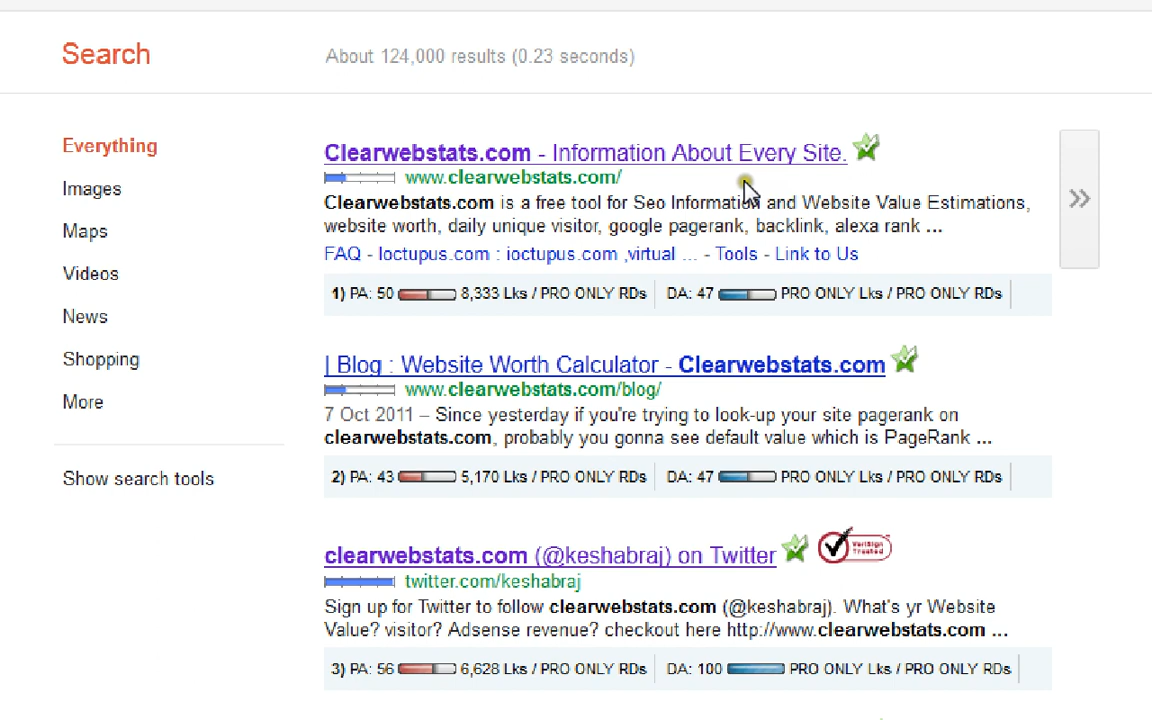 Search
About 124,000 results (0.23 seconds)
Everything
Images
Maps
Videos
News
Shopping
More
Show search tools
Clearwebstats.com - Information About Every Site.
www.clearwebstats.com/
Clearwebstats.com is a free tool for Seo Information and Website Value Estimations,
website worth, daily unique visitor, google pagerank, backlink, alexa rank ...
FAQ - Ioctupus.com : ioctupus.com ,virtual ... - Tools - Link to Us
1) PA: 50 8,333 Lks / PRO ONLY RDs DA: 47 PRO ONLY Lks / PRO ONLY RDs
»
| Blog : Website Worth Calculator - Clearwebstats.com
www.clearwebstats.com/blog/
7 Oct 2011 – Since yesterday if you're trying to look-up your site pagerank on
clearwebstats.com, probably you gonna see default value which is PageRank ...
2) PA: 43 5,170 Lks / PRO ONLY RDs DA: 47 PRO ONLY Lks / PRO ONLY RDs
clearwebstats.com (@keshabraj) on Twitter
VeriSign
Trusted
twitter.com/keshabraj
Sign up for Twitter to follow clearwebstats.com (@keshabraj). What's yr Website
Value? visitor? Adsense revenue? checkout here http://www.clearwebstats.com ...
3) PA: 56 6,628 Lks / PRO ONLY RDs DA: 100 PRO ONLY Lks / PRO ONLY RDs